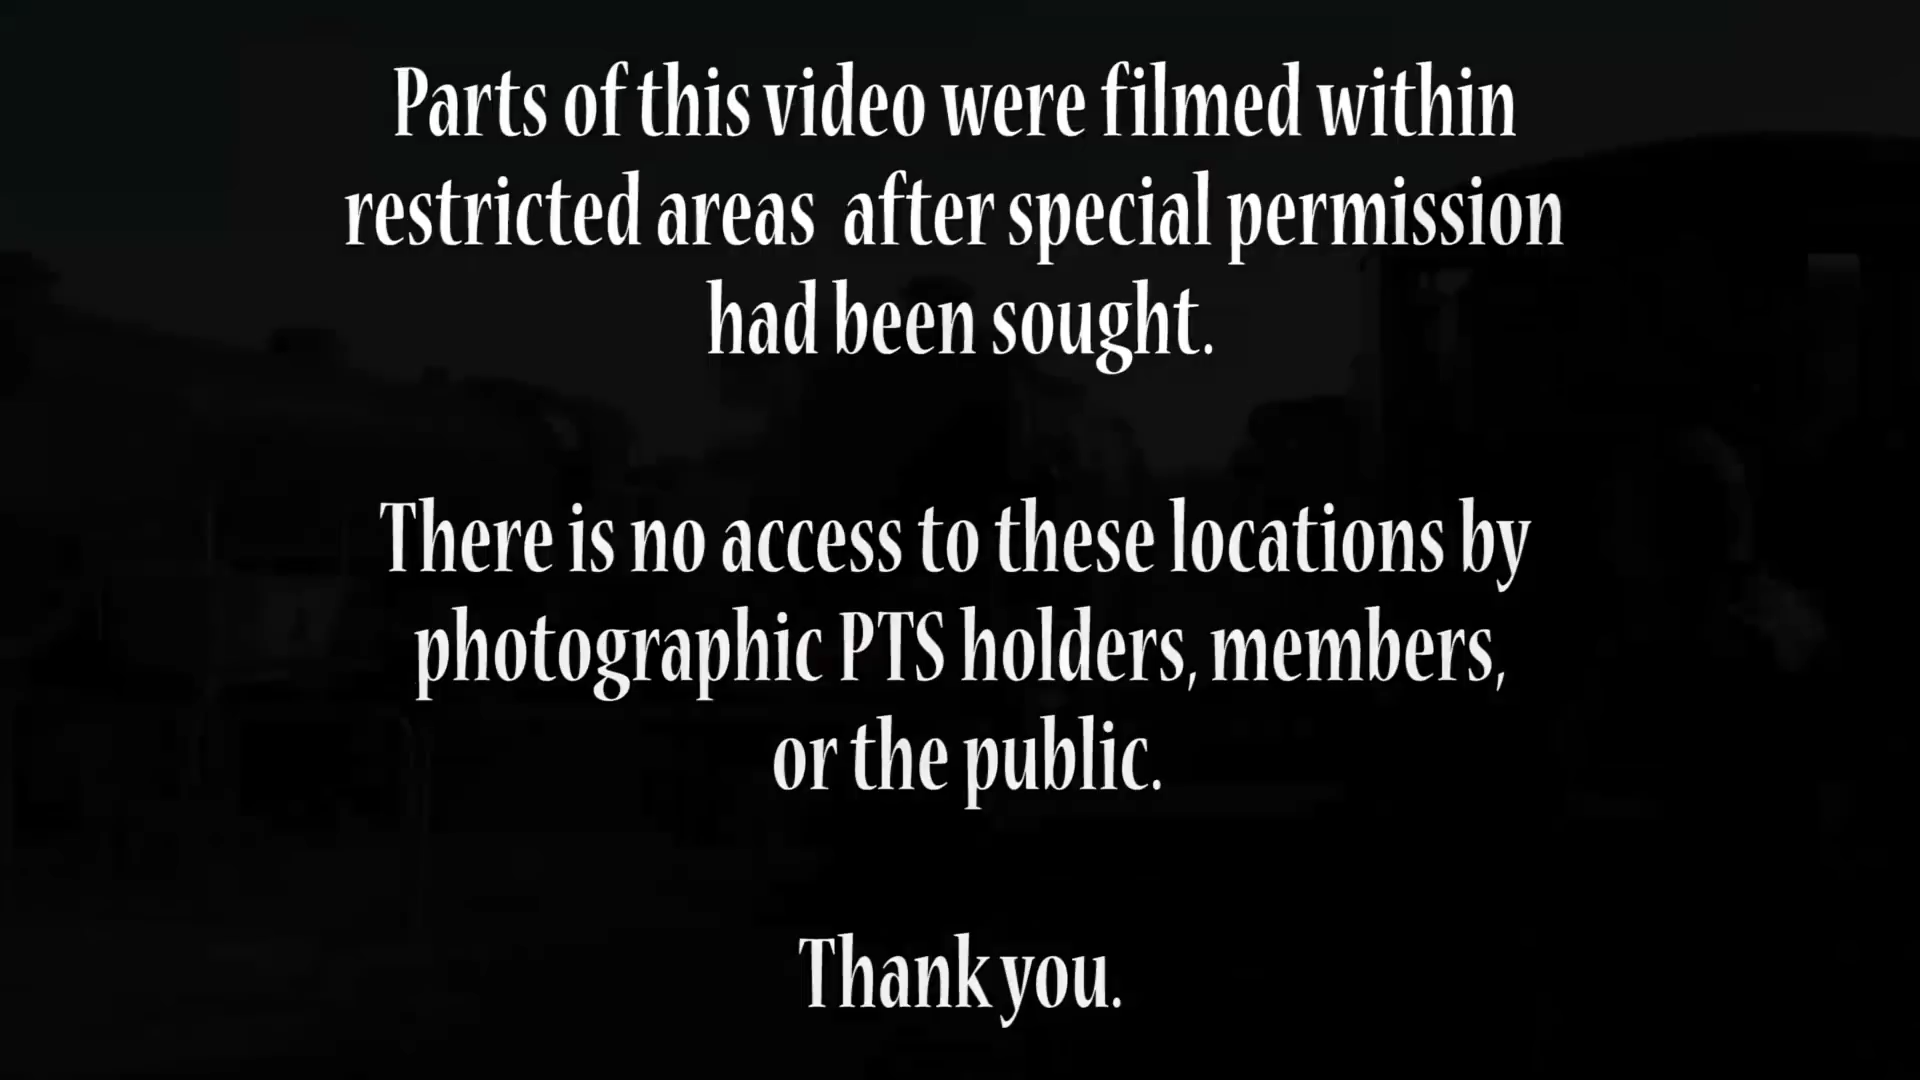 Parts of this video were filmed within
restricted areas  after special permission
had been sought.
There is no access to these locations by
photographic PTS holders, members,
or the public.
Thank you.